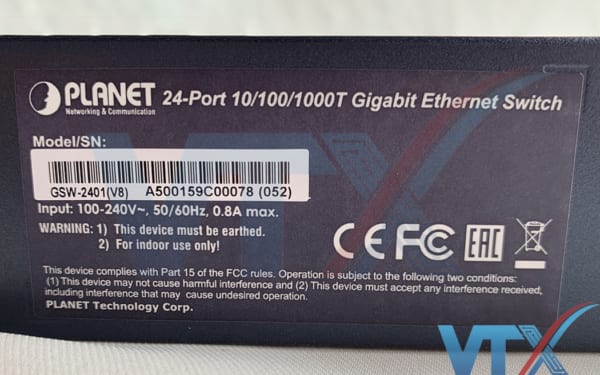 PLANET
Networking & Communication
24-Port 10/100/1000T Gigabit Ethernet Switch
Model/SN:
GSW-2401(V8) A500159C00078 (052)
Input: 100-240V~, 50/60Hz, 0.8A max.
WARNING: 1) This device must be earthed.
2) For indoor use only!
CE FC EAC
This device complies with Part 15 of the FCC rules. Operation is subject to the following two conditions:
(1) This device may not cause harmful interference and (2) This device must accept any interference received,
including interference that may cause undesired operation.
PLANET Technology Corp.
VTX
VTX